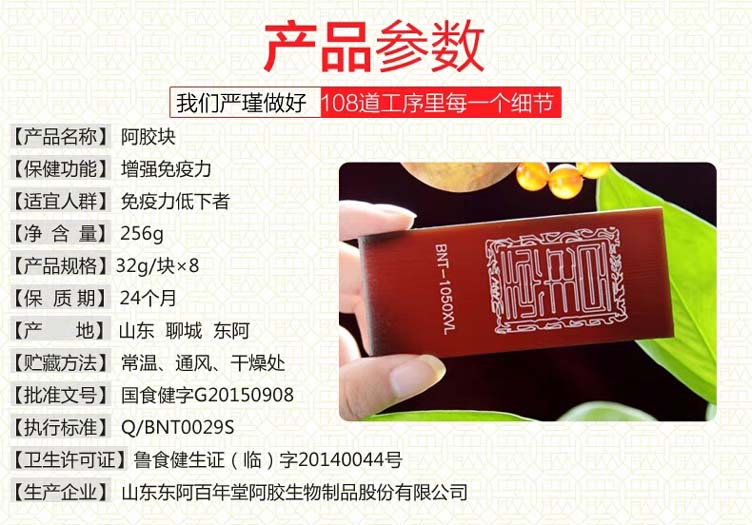 产品参数
我们严瑾做好 108道工序里每一个细节
【产品名称】 阿胶块
【保健功能】 增强免疫力
【适宜人群】 免疫力低下者
【净 含 量】 256g
【产品规格】32g/块×8
【保 质 期】 24个月
【产 地】 山东 聊城 东阿
【贮藏方法】 常温、通风、干燥处
【批准文号】 国食健字G20150908
【执行标准】 Q/BNT0029S
【卫生许可证】鲁食健生证（临）字20140044号
【生产企业】 山东东阿百年堂阿胶生物制品股份有限公司
BNT-1050XVL